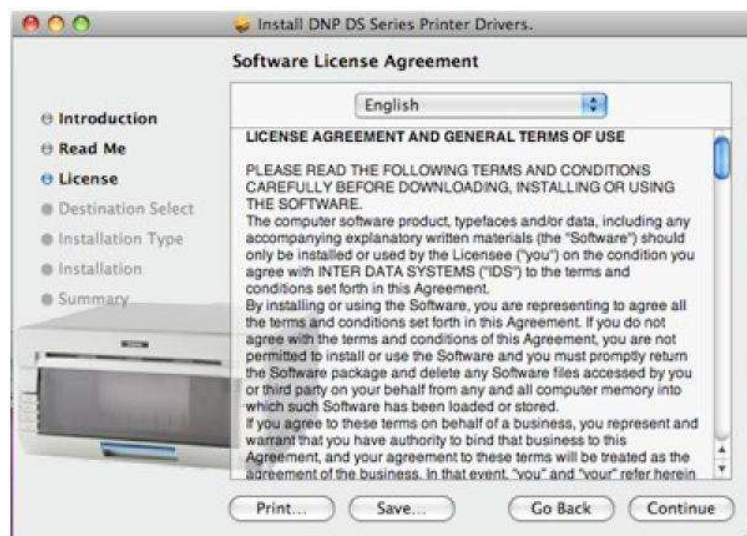 Install DNP DS Series Printer Drivers.
Software License Agreement
Introduction
Read Me
License
Destination Select
Installation Type
Installation
Summary
English
LICENSE AGREEMENT AND GENERAL TERMS OF USE
PLEASE READ THE FOLLOWING TERMS AND CONDITIONS
CAREFULLY BEFORE DOWNLOADING, INSTALLING OR USING
THE SOFTWARE.
The computer software product, typefaces and/or data, including any
accompanying explanatory written materials (the "Software") should
only be installed or used by the Licensee ("you") on the condition you
agree with INTER DATA SYSTEMS ("IDS") to the terms and
conditions set forth in this Agreement.
By installing or using the Software, you are representing to agree all
the terms and conditions set forth in this Agreement. If you do not
agree with the terms and conditions of this Agreement, you are not
permitted to install or use the Software and you must promptly return
the Software package and delete any Software files accessed by you
or third party on your behalf from any and all computer memory into
which such Software has been loaded or stored.
If you agree to these terms on behalf of a business, you represent and
warrant that you have authority to bind that business to this
Agreement, and your agreement to these terms will be treated as the
agreement of the business. In that event, "you" and "your" refer herein
Print...
Save...
Go Back
Continue